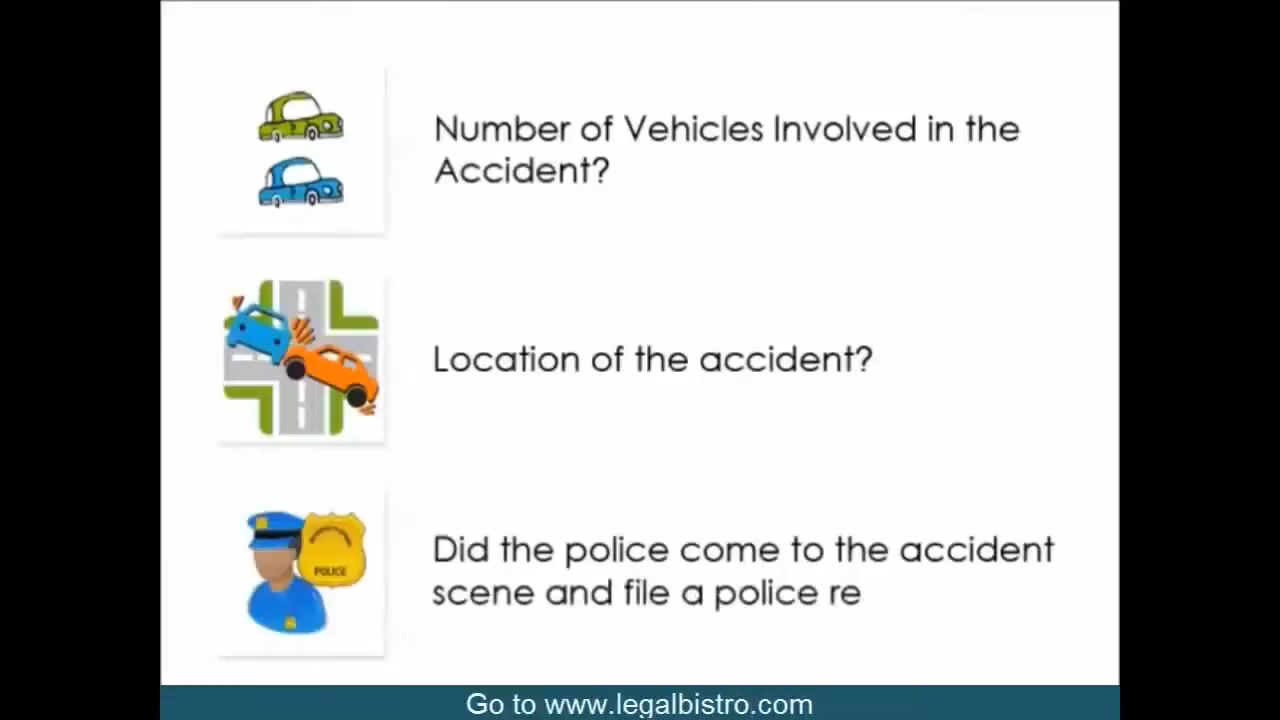 Number of Vehicles Involved in the
Accident?
Location of the accident?
POLICE
Did the police come to the accident
scene and file a police re
Go to www.legalbistro.com